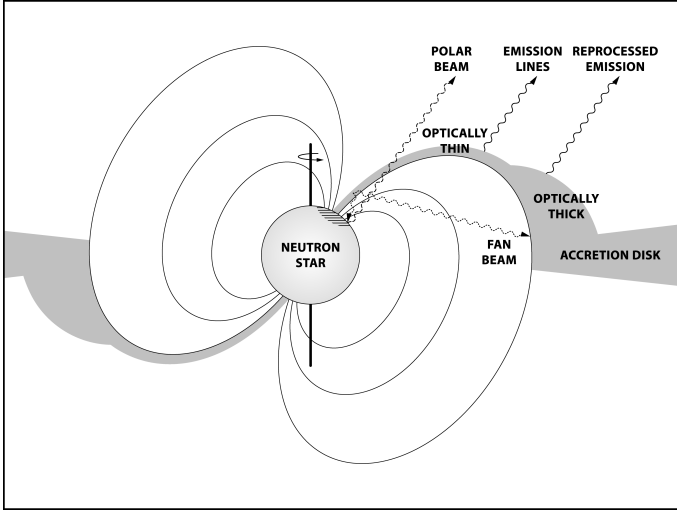 POLAR
BEAM
EMISSION
LINES
REPROCESSED
EMISSION
OPTICALLY
THIN
OPTICALLY
THICK
NEUTRON
STAR
FAN
BEAM
ACCRETION DISK